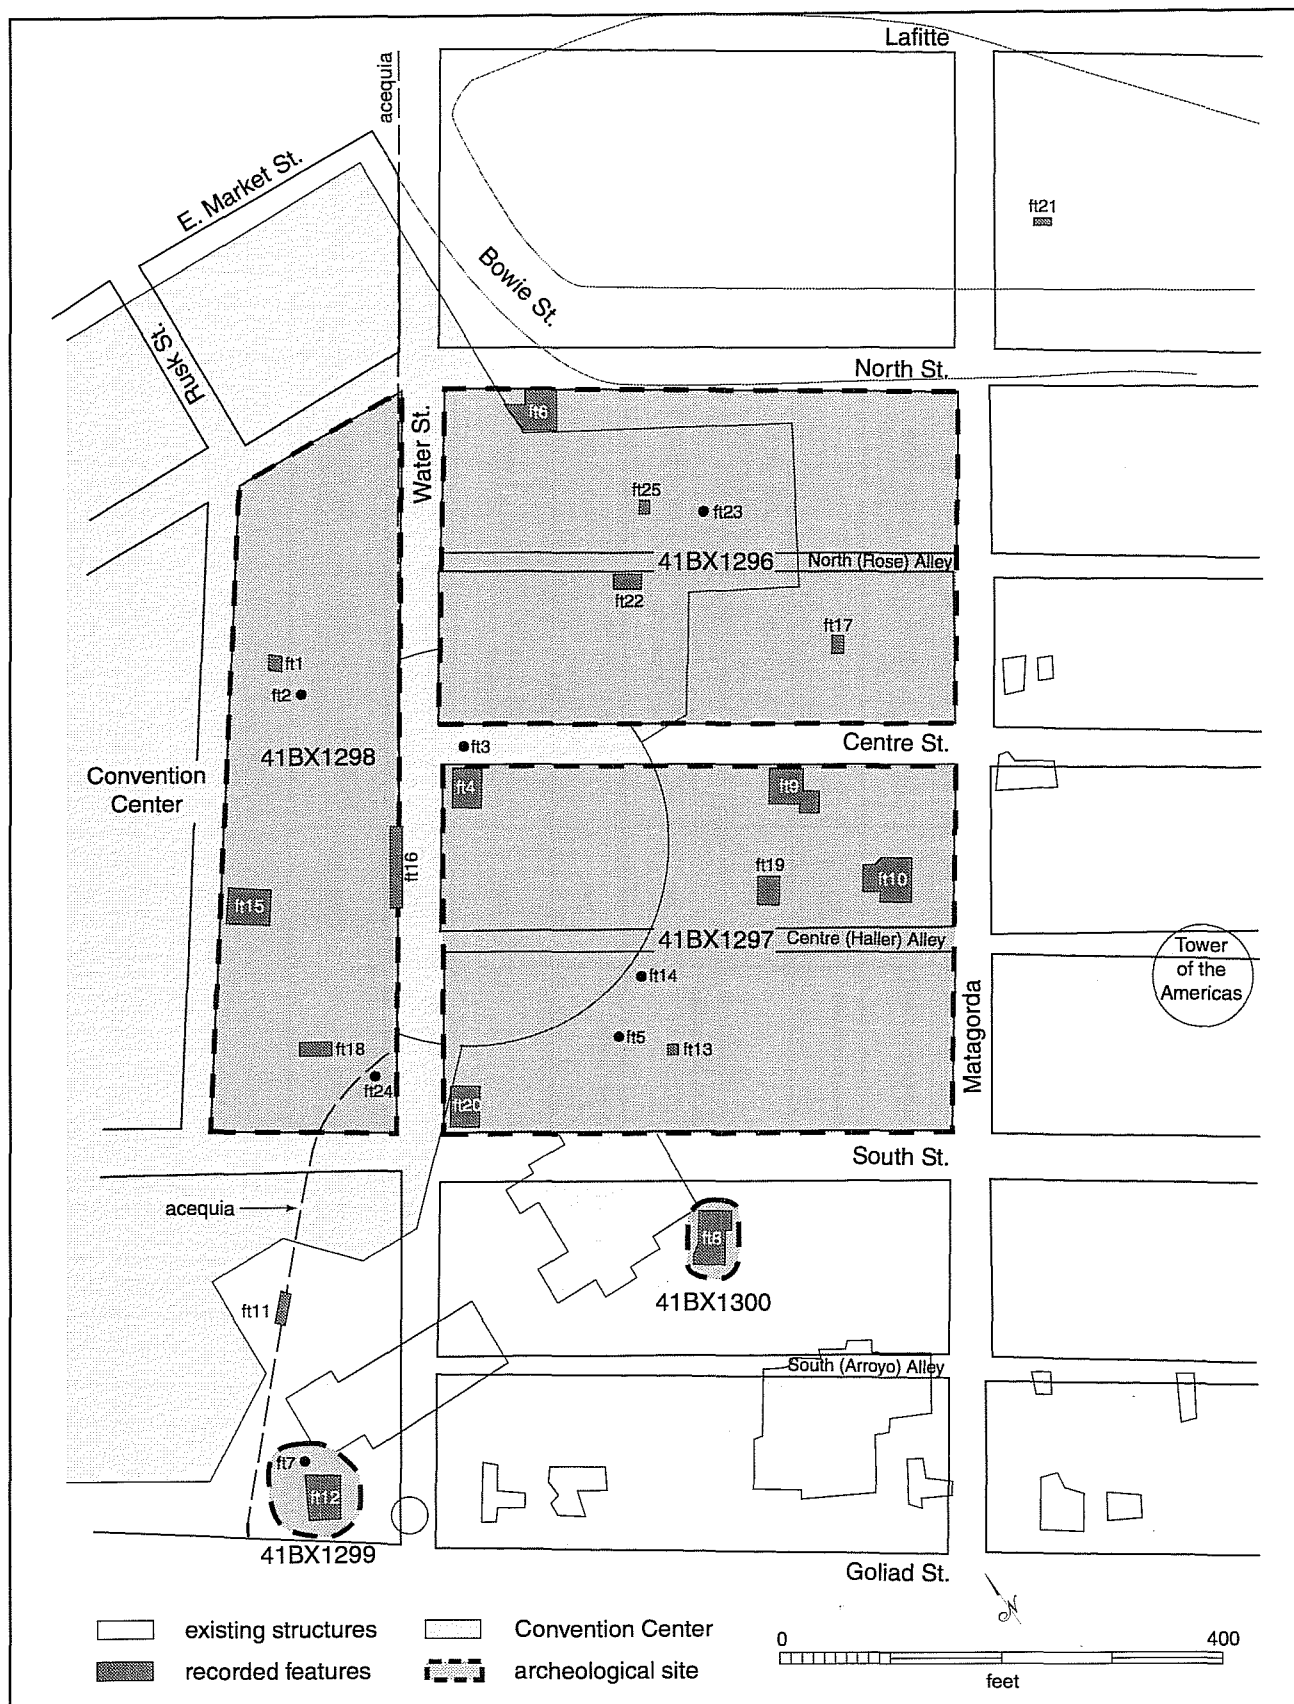 Lafitte
acequia
E. Market St.
ft21
Bowie St.
Rusk St.
North St.
ft6
Water St.
ft25
ft23
41BX1296
North (Rose) Alley
ft22
ft17
ft1
ft2
ft3
Centre St.
41BX1298
Convention
Center
ft4
ft9
ft16
ft19
ft10
ft15
41BX1297
Centre (Haller) Alley
Tower
of the
Americas
ft14
ft5
ft13
Matagorda
ft18
ft24
ft20
South St.
acequia
ft8
41BX1300
ft11
South (Arroyo) Alley
ft7
ft12
41BX1299
Goliad St.
N
existing structures
Convention Center
recorded features
archeological site
0
400
feet